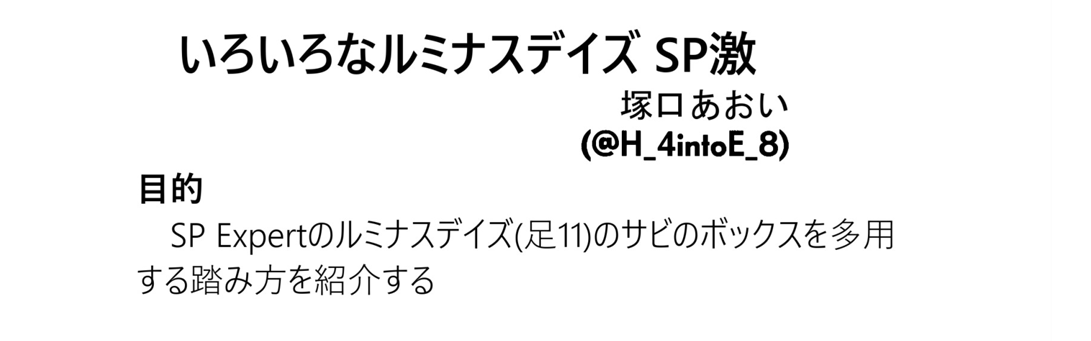 いろいろなルミナスデイズ SP激
塚口あおい
(@H_4intoE_8)
目的
SP Expertのルミナスデイズ(足11)のサビのボックスを多用
する踏み方を紹介する